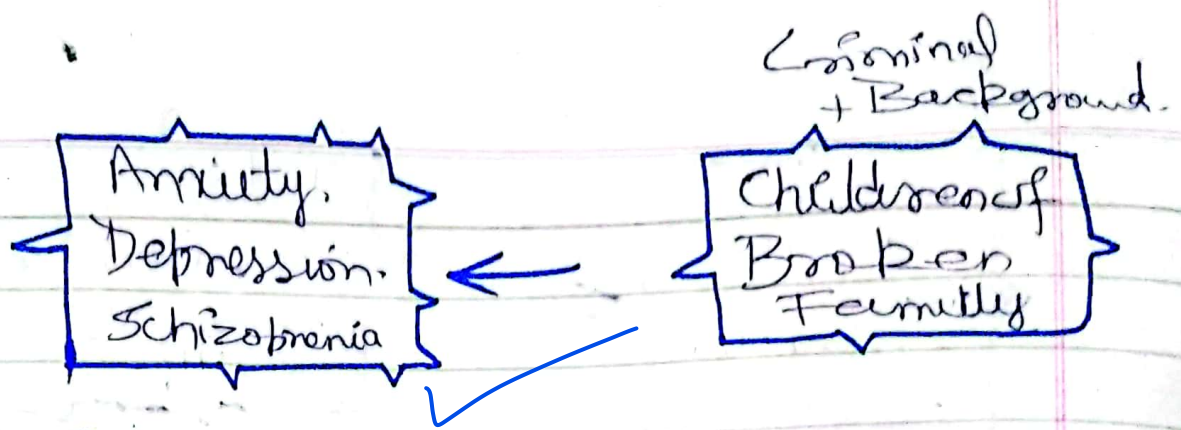 Criminal
+ Background.
Anxiety.
Depression.
Schizophrenia
Children of
Broken
Family